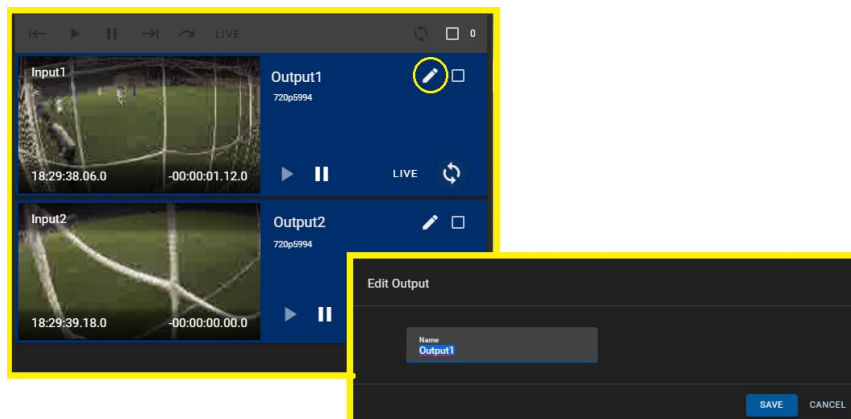 LIVE
0
Input1
Output1
720p5994
18:29:38.06.0
-00:00:01.12.0
LIVE
Input2
Output2
720p5994
18:29:39.18.0
-00:00:00.00.0
Edit Output
Name
Output1
SAVE
CANCEL